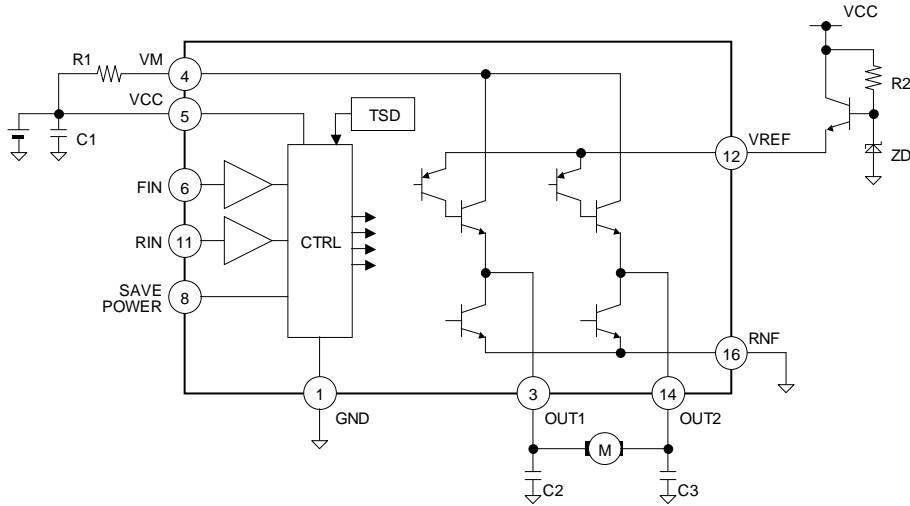 VCC
R1
VM
4
R2
VCC
5
TSD
C1
VREF
12
ZD
6
FIN
RIN
11
CTRL
SAVE
POWER
8
RNF
16
1
3
14
GND
OUT1
OUT2
M
C2
C3